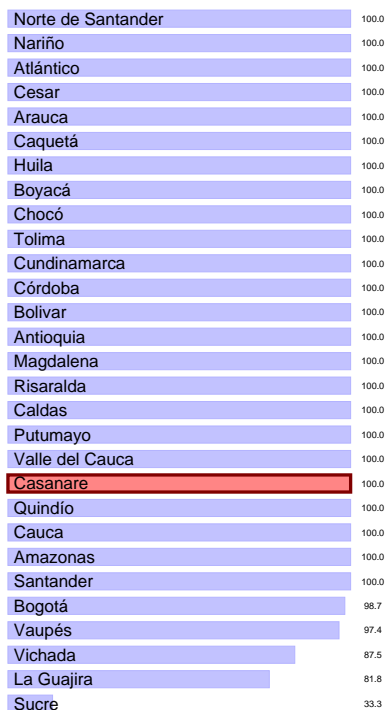 Norte de Santander 100.0
Nariño 100.0
Atlántico 100.0
Cesar 100.0
Arauca 100.0
Caquetá 100.0
Huila 100.0
Boyacá 100.0
Chocó 100.0
Tolima 100.0
Cundinamarca 100.0
Córdoba 100.0
Bolivar 100.0
Antioquia 100.0
Magdalena 100.0
Risaralda 100.0
Caldas 100.0
Putumayo 100.0
Valle del Cauca 100.0
Casanare 100.0
Quindío 100.0
Cauca 100.0
Amazonas 100.0
Santander 100.0
Bogotá 98.7
Vaupés 97.4
Vichada 87.5
La Guajira 81.8
Sucre 33.3